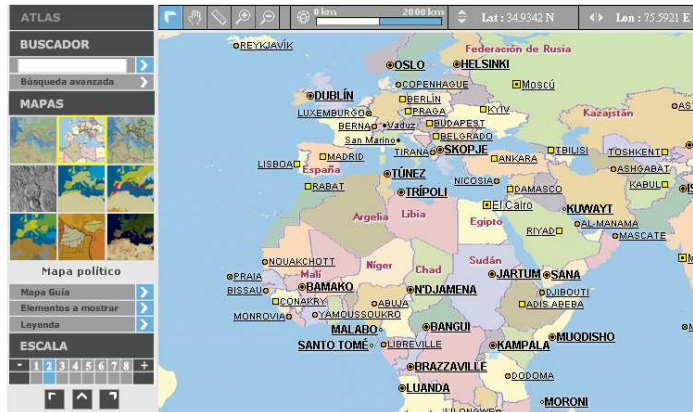 ATLAS
BUSCADOR
Búsqueda avanzada
MAPAS
Mapa político
Mapa Guía
Elementos a mostrar
Leyenda
ESCALA
- 1 2 3 4 5 6 7 8 +
0 km 2000 km
Lat : 34.9342 N
Lon : 75.5921 E
REYKJAVÍK
Federación de Rusia
OSLO
HELSINKI
COPENHAGUE
Moscú
DUBLÍN
BERLÍN
Kazajstán
LUXEMBURGO
PRAGA
KYIV
BERNA
Vaduz
BUDAPEST
San Marino
BELGRADO
TIRANA
SKOPJE
TBILISI
TOSHKENT
LISBOA
MADRID
ANKARA
España
TÚNEZ
ASHGABAT
RABAT
TRÍPOLI
NICOSIA
DAMASCO
KABUL
El Cairo
KUWAYT
Argelia
Libia
Egipto
RIYAD
AL-MANAMA
MASCATE
NOUAKCHOTT
Níger
Chad
Sudán
PRAIA
Malí
JARTUM
SANA
BISSAU
BAMAKO
N'DJAMENA
DJIBOUTI
CONAKRY
ABUJA
ADIS ABEBA
MONROVIA
YAMOUSSOUKRO
MALABO
BANGUI
MUQDISHO
SANTO TOMÉ
LIBREVILLE
KAMPALA
BRAZZAVILLE
DODOMA
LUANDA
MORONI
LILONGWE